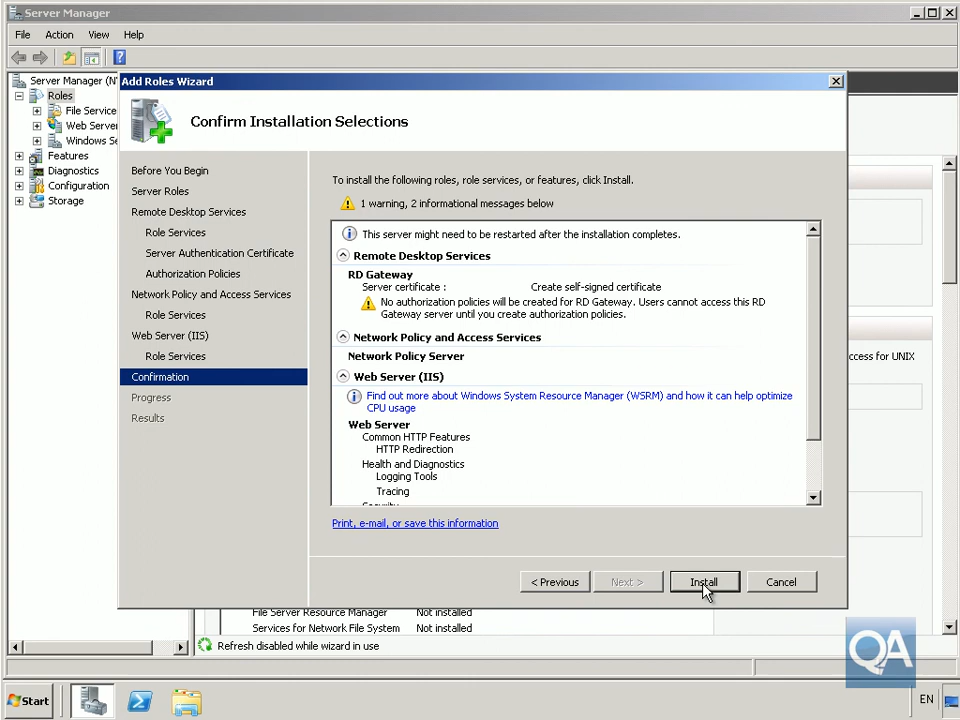 Server Manager
File Action View Help
Server Manager (N
Roles
File Service
Web Server
Windows Se
Features
Diagnostics
Configuration
Storage
Add Roles Wizard
Confirm Installation Selections
Before You Begin
Server Roles
Remote Desktop Services
Role Services
Server Authentication Certificate
Authorization Policies
Network Policy and Access Services
Role Services
Web Server (IIS)
Role Services
Confirmation
Progress
Results
To install the following roles, role services, or features, click Install.
1 warning, 2 informational messages below
This server might need to be restarted after the installation completes.
Remote Desktop Services
RD Gateway
Server certificate : Create self-signed certificate
No authorization policies will be created for RD Gateway. Users cannot access this RD
Gateway server until you create authorization policies.
Network Policy and Access Services
Network Policy Server
Web Server (IIS)
Find out more about Windows System Resource Manager (WSRM) and how it can help optimize
CPU usage
Web Server
Common HTTP Features
HTTP Redirection
Health and Diagnostics
Logging Tools
Tracing
Security
Print, e-mail, or save this information
< Previous Next > Install Cancel
ccess for UNIX
File Server Resource Manager Not installed
Services for Network File System Not installed
Refresh disabled while wizard in use
QA
Start
EN